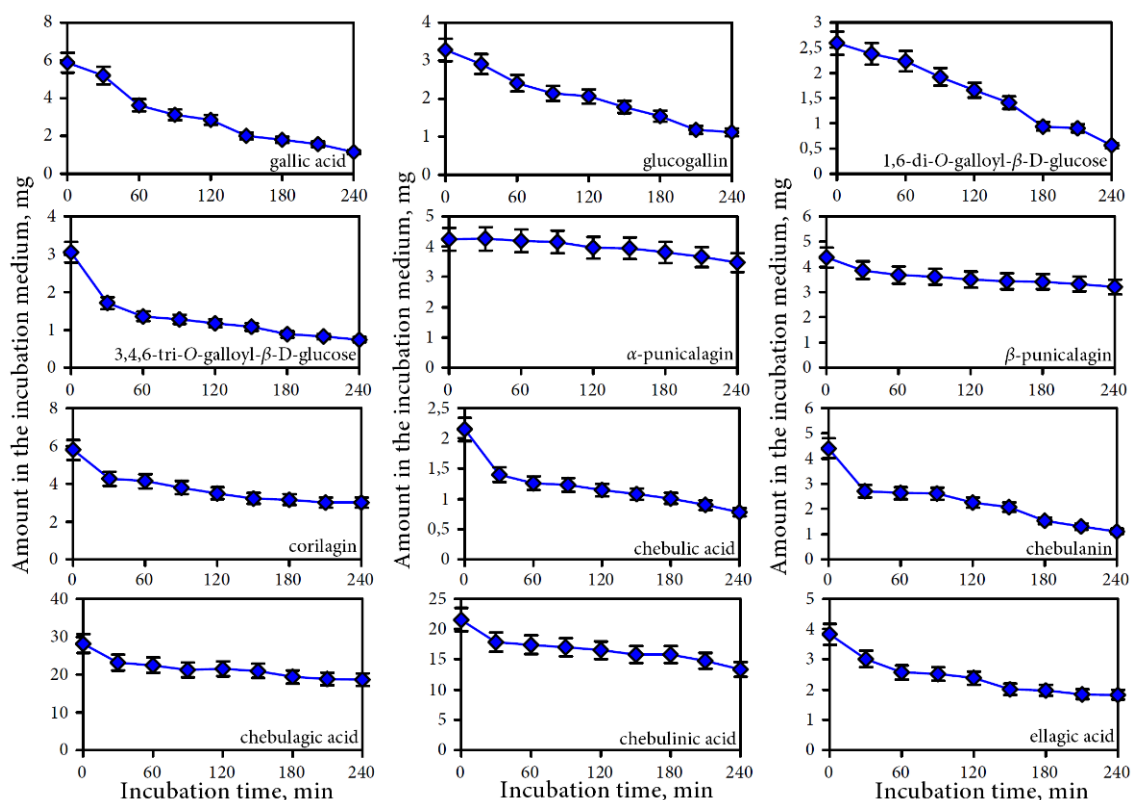 8
6
4
2
0
gallic acid
0 60 120 180 240
4
3
2
1
0
glucogallin
0 60 120 180 240
3
2,5
2
1,5
1
0,5
0
1,6-di-O-galloyl-β-D-glucose
0 60 120 180 240
Amount in the incubation medium, mg
Amount in the incubation medium, mg
Amount in the incubation medium, mg
4
3
2
1
0
3,4,6-tri-O-galloyl-β-D-glucose
0 60 120 180 240
5
4
3
2
1
0
α-punicalagin
0 60 120 180 240
6
5
4
3
2
1
0
β-punicalagin
0 60 120 180 240
8
6
4
2
0
corilagin
0 60 120 180 240
2,5
2
1,5
1
0,5
0
chebulic acid
0 60 120 180 240
6
5
4
3
2
1
0
chebulanin
0 60 120 180 240
40
30
20
10
0
chebulagic acid
0 60 120 180 240
Incubation time, min
25
20
15
10
5
0
chebulinic acid
0 60 120 180 240
Incubation time, min
5
4
3
2
1
0
ellagic acid
0 60 120 180 240
Incubation time, min